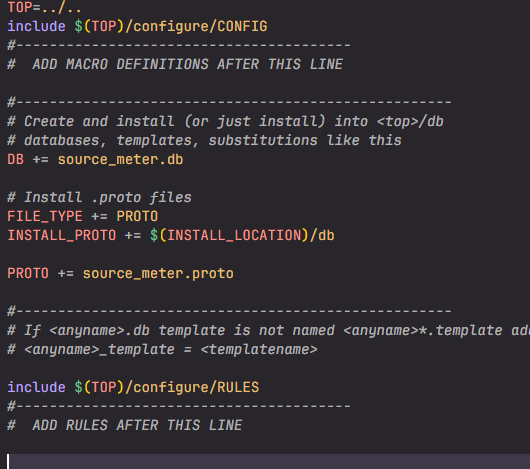 TOP=../..
include $(TOP)/configure/CONFIG
#----------------------------------------
#  ADD MACRO DEFINITIONS AFTER THIS LINE
#----------------------------------------------------
# Create and install (or just install) into <top>/db
# databases, templates, substitutions like this
DB += source_meter.db
# Install .proto files
FILE_TYPE += PROTO
INSTALL_PROTO += $(INSTALL_LOCATION)/db
PROTO += source_meter.proto
#----------------------------------------------------
# If <anyname>.db template is not named <anyname>*.template add
# <anyname>_template = <templatename>
include $(TOP)/configure/RULES
#----------------------------------------
#  ADD RULES AFTER THIS LINE